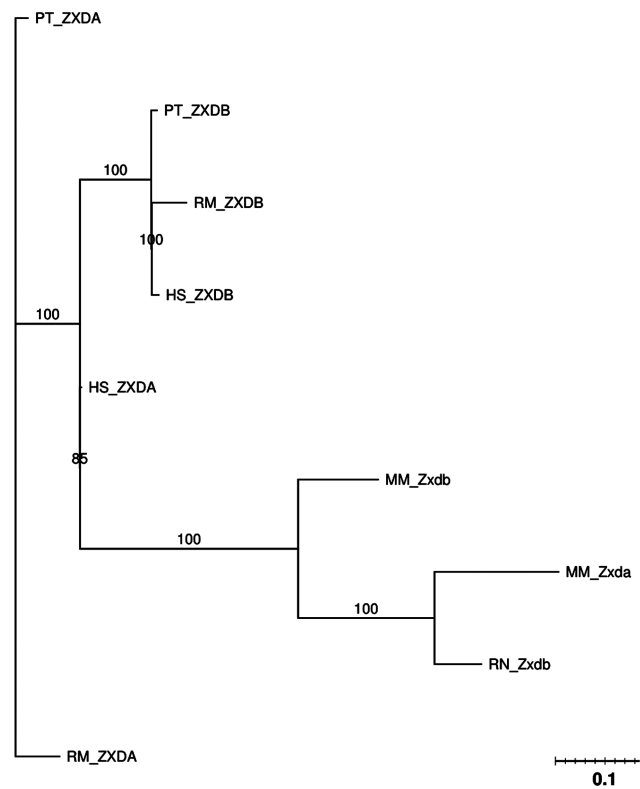 PT_ZXDA
PT_ZXDB
100
RM_ZXDB
100
HS_ZXDB
100
HS_ZXDA
85
MM_Zxdb
100
MM_Zxda
100
RN_Zxdb
RM_ZXDA
0.1